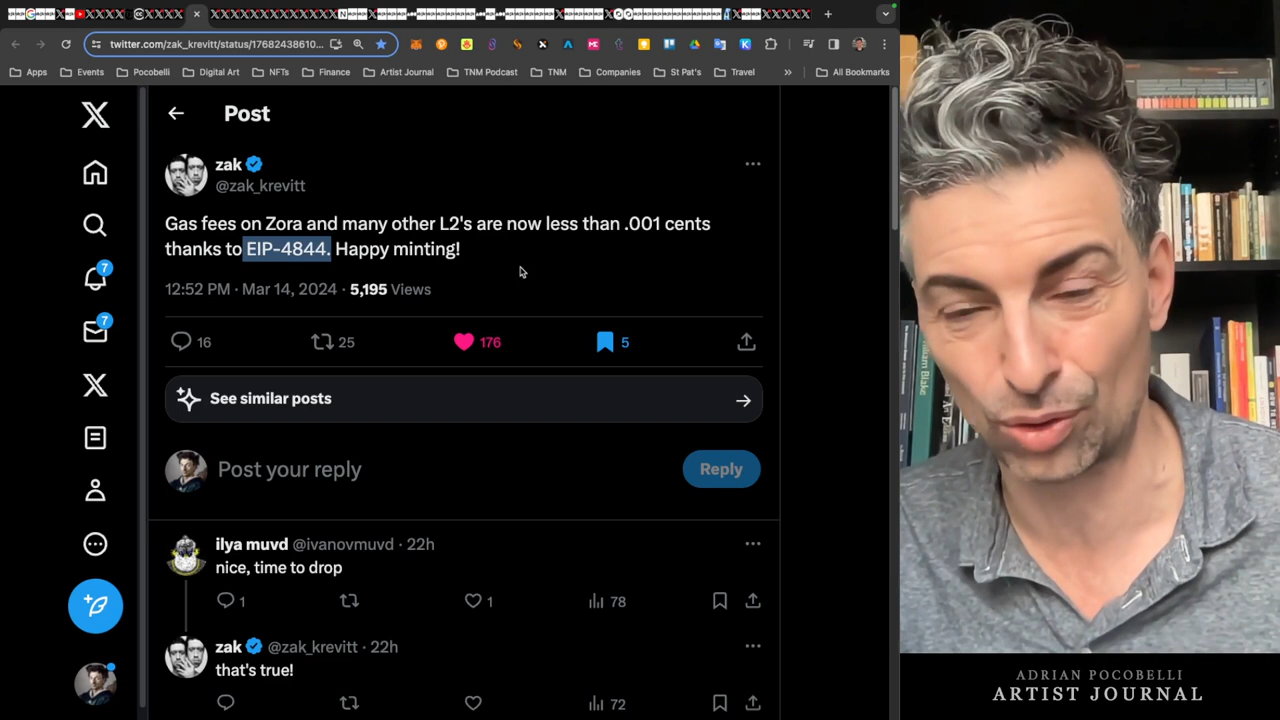 twitter.com/zak_krevitt/status/17682438610...
Apps
Events
Pocobelli
Digital Art
NFTs
Finance
Artist Journal
TNM Podcast
TNM
Companies
St Pat's
Travel
»
All Bookmarks
Post
zak
@zak_krevitt
Gas fees on Zora and many other L2's are now less than .001 cents
thanks to EIP-4844. Happy minting!
12:52 PM · Mar 14, 2024 · 5,195 Views
16
25
176
5
See similar posts
Post your reply
Reply
7
7
ilya muvd @ivanovmuvd · 22h
nice, time to drop
1
1
78
zak @zak_krevitt · 22h
that's true!
72
William Blake
ADRIAN POCOBELLI
ARTIST JOURNAL